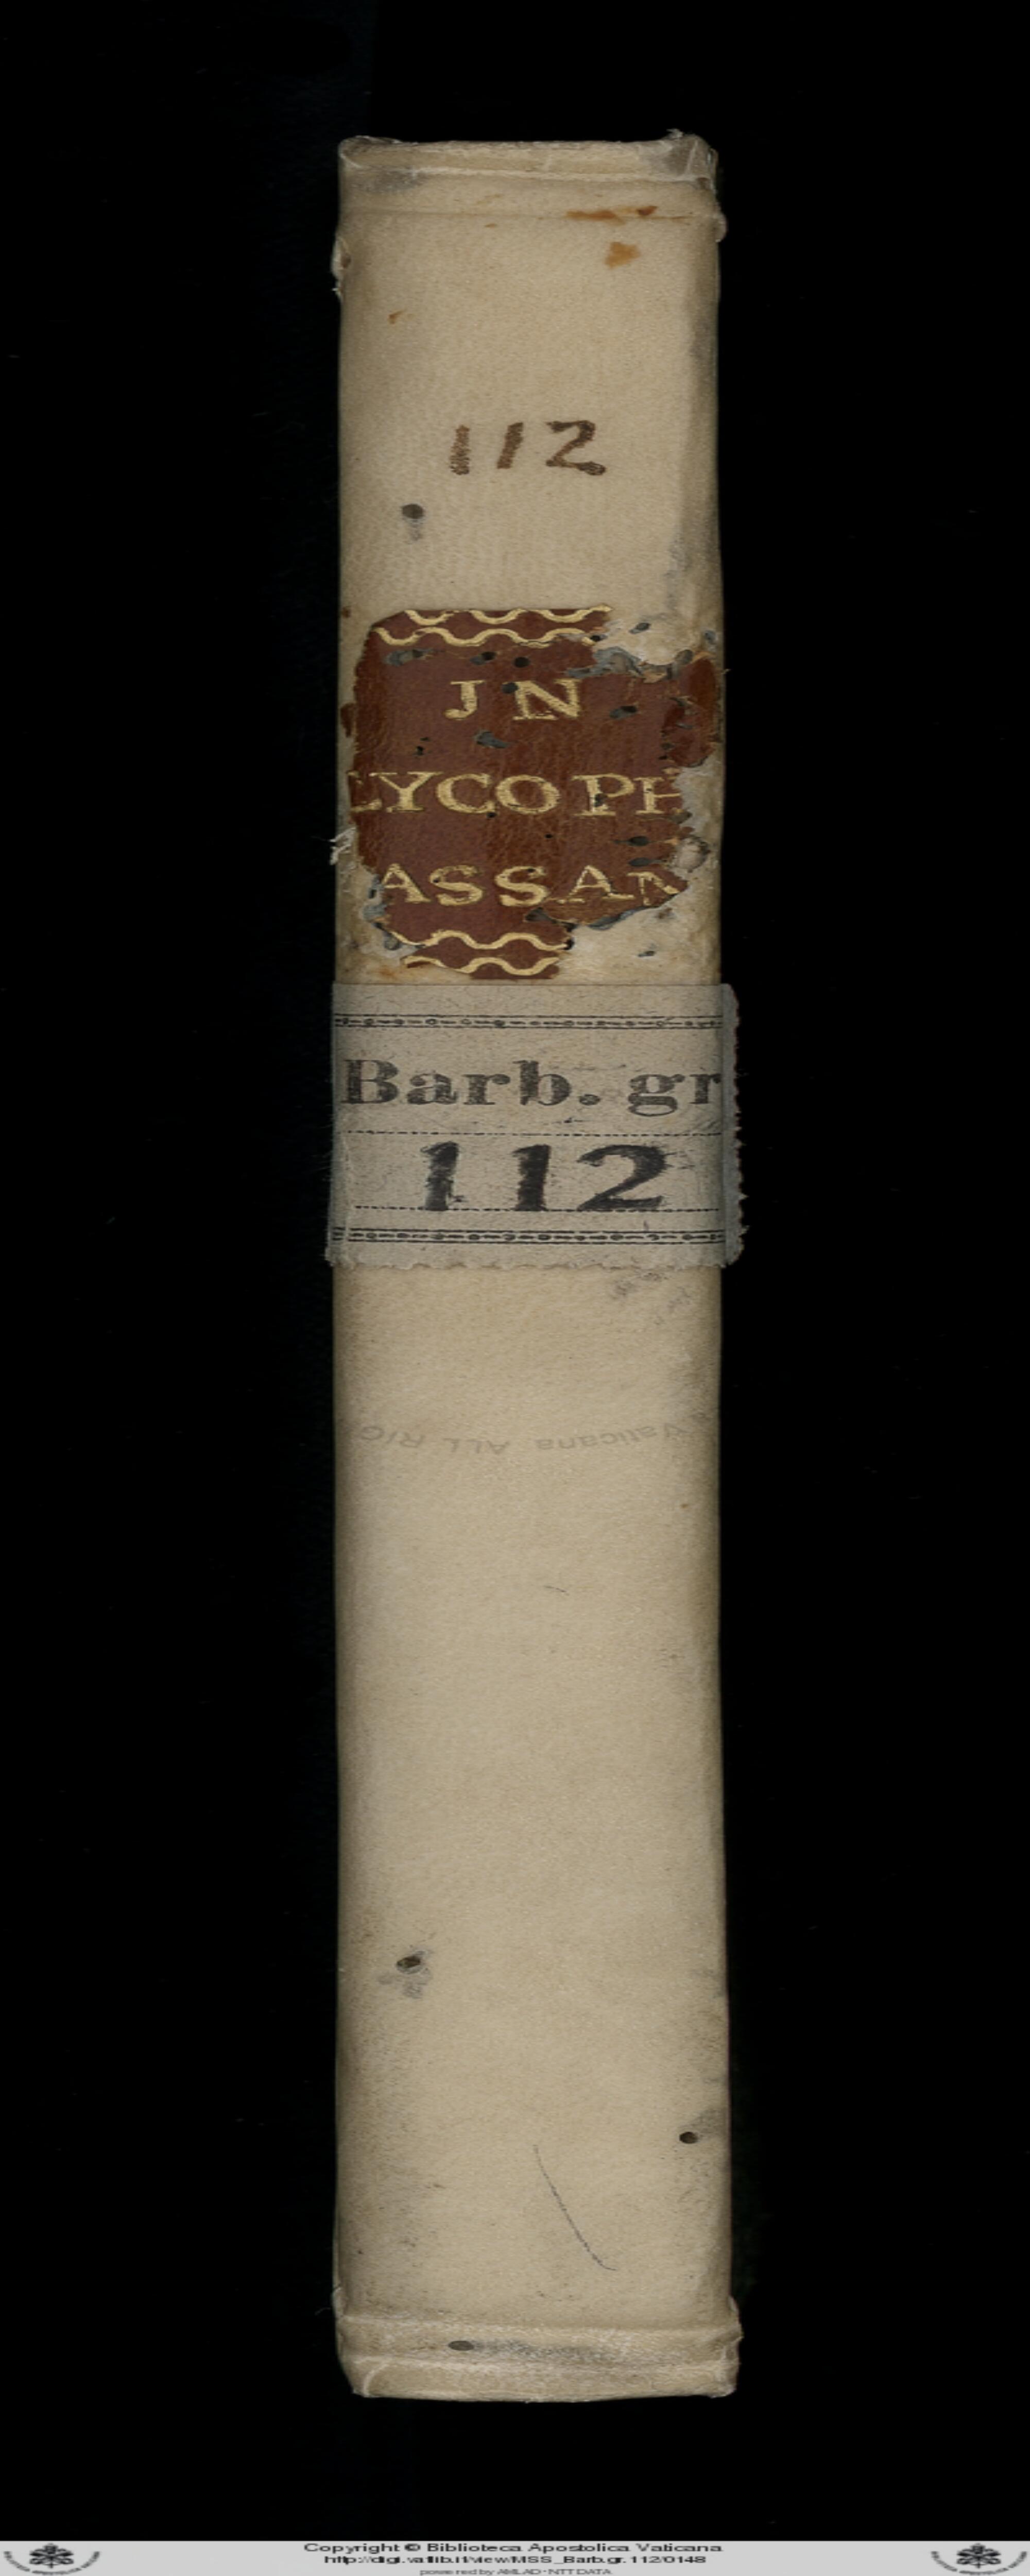 112
JN
LYCOPH
ASSAN
Barb. gr
112
Vaticana ALL RIG
Copyright © Biblioteca Apostolica Vaticana
http://digi.vatlib.it/view/MSS_Barb.gr.112/0148
powered by AMLAD - NTT DATA